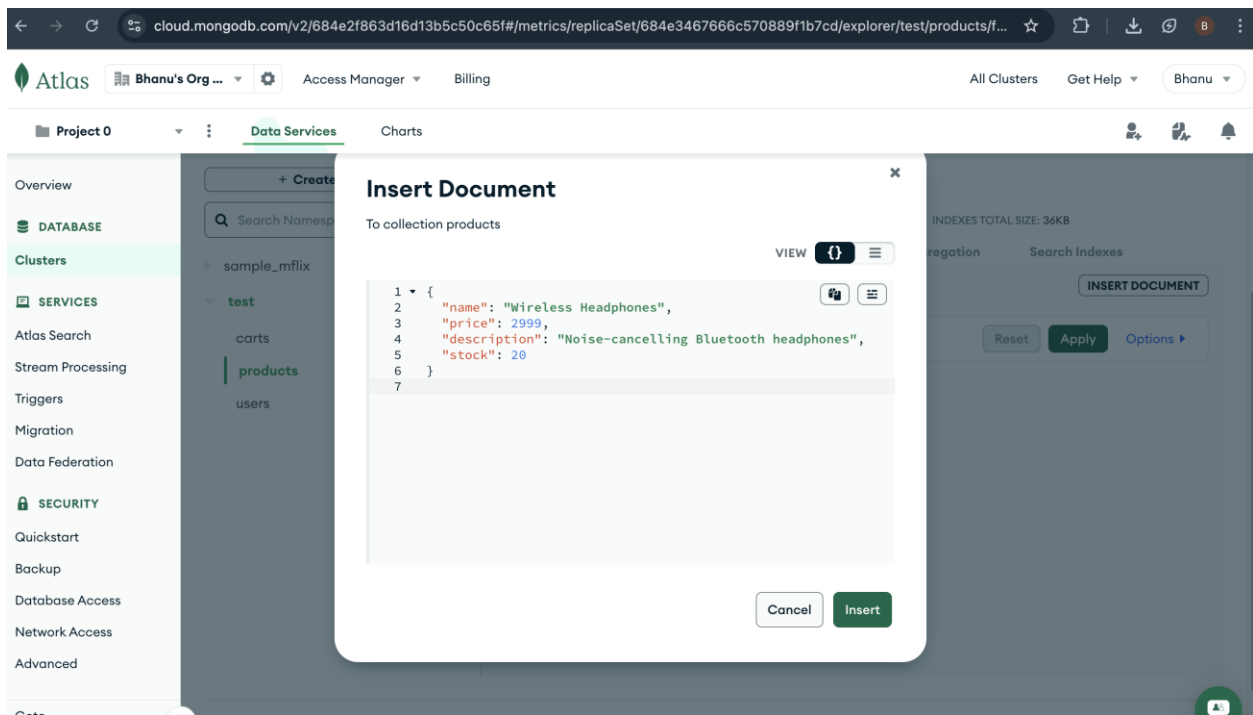 cloud.mongodb.com/v2/684e2f863d16d13b5c50c65f#/metrics/replicaSet/684e3467666c570889f1b7cd/explorer/test/products/f...
B
Atlas
Bhanu's Org ...
Access Manager
Billing
All Clusters
Get Help
Bhanu
Project 0
Data Services
Charts
Overview
DATABASE
Clusters
SERVICES
Atlas Search
Stream Processing
Triggers
Migration
Data Federation
SECURITY
Quickstart
Backup
Database Access
Network Access
Advanced
+ Create
Search Namesp
sample_mflix
test
carts
products
users
Insert Document
To collection products
VIEW {}
1 {
2 "name": "Wireless Headphones",
3 "price": 2999,
4 "description": "Noise-cancelling Bluetooth headphones",
5 "stock": 20
6 }
7
Cancel
Insert
INDEXES TOTAL SIZE: 36KB
regation
Search Indexes
INSERT DOCUMENT
Reset
Apply
Options